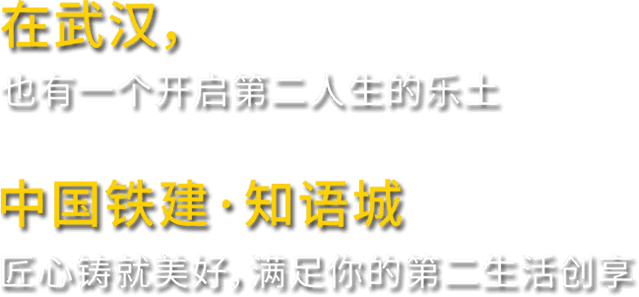 在武汉，
也有一个开启第二人生的乐土
中国铁建·知语城
匠心铸就美好，满足你的第二生活创享